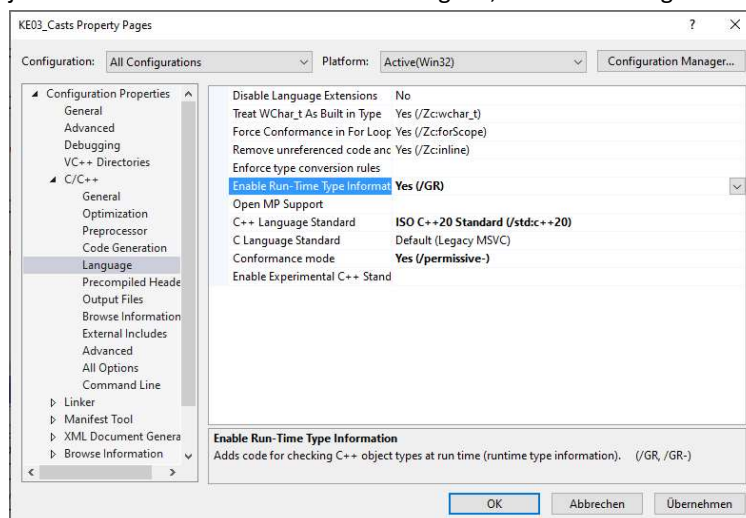 KE03_Casts Property Pages ? ×
Configuration: All Configurations Platform: Active(Win32) Configuration Manager...
Configuration Properties
General
Advanced
Debugging
VC++ Directories
C/C++
General
Optimization
Preprocessor
Code Generation
Language
Precompiled Heade
Output Files
Browse Information
External Includes
Advanced
All Options
Command Line
Linker
Manifest Tool
XML Document Genera
Browse Information
Disable Language Extensions No
Treat WChar_t As Built in Type Yes (/Zc:wchar_t)
Force Conformance in For Loop Yes (/Zc:forScope)
Remove unreferenced code anc Yes (/Zc:inline)
Enforce type conversion rules
Enable Run-Time Type Informat Yes (/GR)
Open MP Support
C++ Language Standard ISO C++20 Standard (/std:c++20)
C Language Standard Default (Legacy MSVC)
Conformance mode Yes (/permissive-)
Enable Experimental C++ Stand
Enable Run-Time Type Information
Adds code for checking C++ object types at run time (runtime type information). (/GR, /GR-)
OK Abbrechen Übernehmen